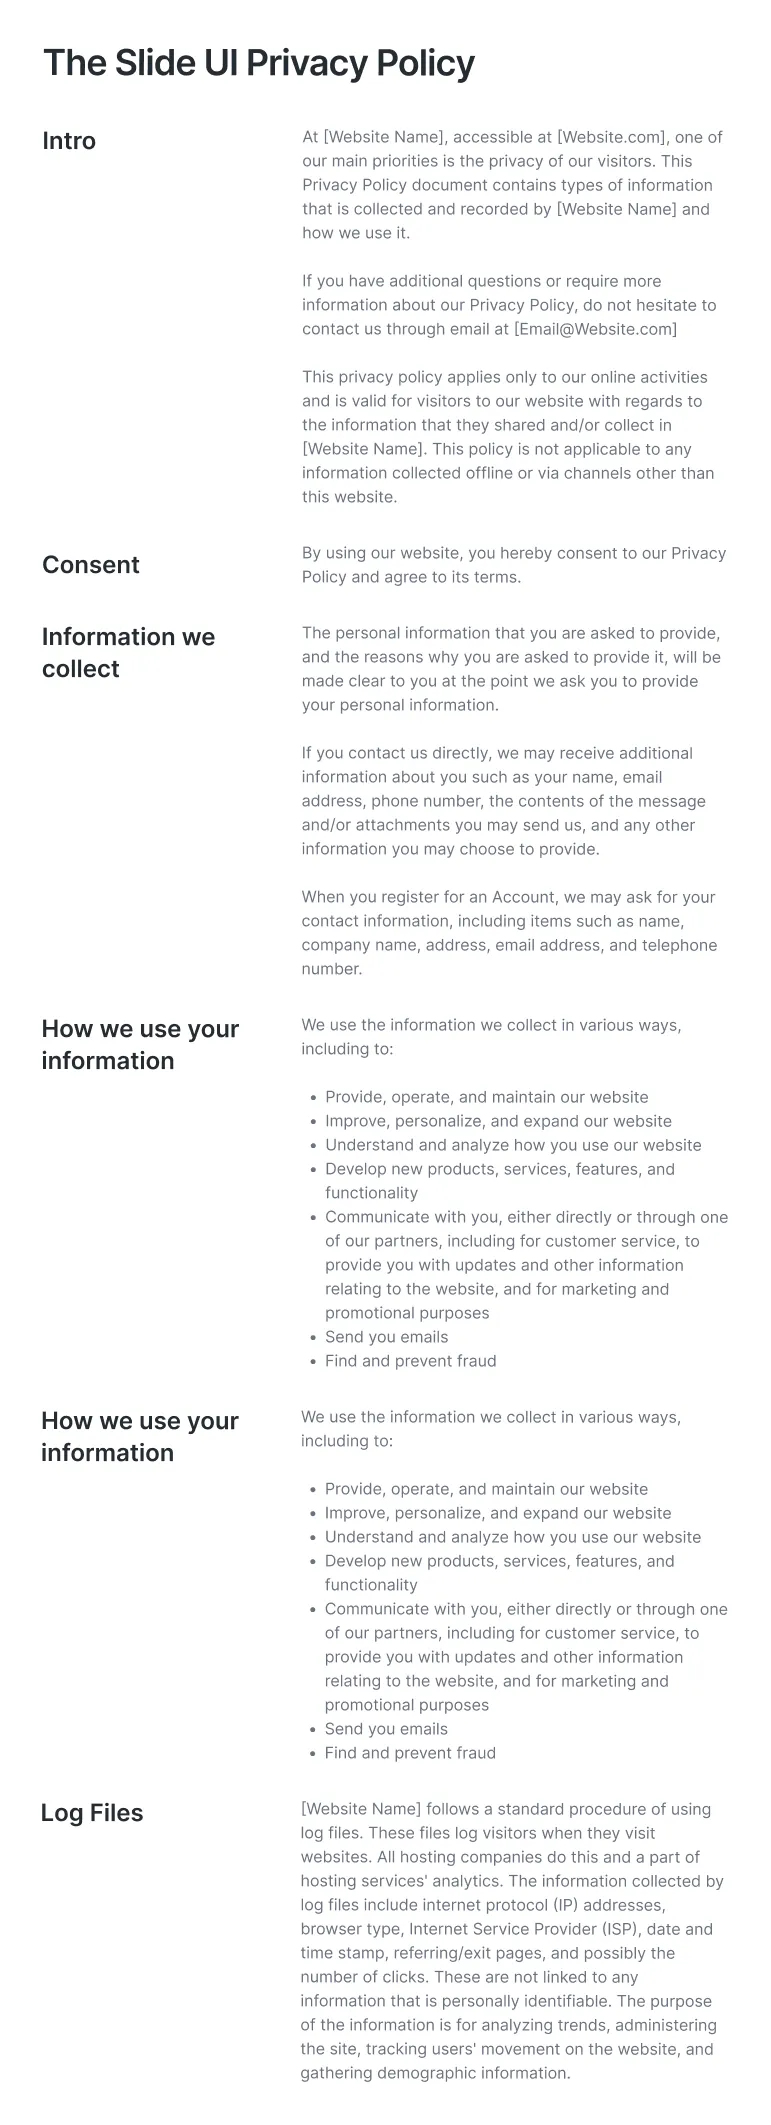 The Slide UI Privacy Policy
Intro
At [Website Name], accessible at [Website.com], one of
our main priorities is the privacy of our visitors. This
Privacy Policy document contains types of information
that is collected and recorded by [Website Name] and
how we use it.
If you have additional questions or require more
information about our Privacy Policy, do not hesitate to
contact us through email at [Email@Website.com]
This privacy policy applies only to our online activities
and is valid for visitors to our website with regards to
the information that they shared and/or collect in
[Website Name]. This policy is not applicable to any
information collected offline or via channels other than
this website.
Consent
By using our website, you hereby consent to our Privacy
Policy and agree to its terms.
Information we
collect
The personal information that you are asked to provide,
and the reasons why you are asked to provide it, will be
made clear to you at the point we ask you to provide
your personal information.
If you contact us directly, we may receive additional
information about you such as your name, email
address, phone number, the contents of the message
and/or attachments you may send us, and any other
information you may choose to provide.
When you register for an Account, we may ask for your
contact information, including items such as name,
company name, address, email address, and telephone
number.
How we use your
information
We use the information we collect in various ways,
including to:
• Provide, operate, and maintain our website
• Improve, personalize, and expand our website
• Understand and analyze how you use our website
• Develop new products, services, features, and
functionality
• Communicate with you, either directly or through one
of our partners, including for customer service, to
provide you with updates and other information
relating to the website, and for marketing and
promotional purposes
• Send you emails
• Find and prevent fraud
How we use your
information
We use the information we collect in various ways,
including to:
• Provide, operate, and maintain our website
• Improve, personalize, and expand our website
• Understand and analyze how you use our website
• Develop new products, services, features, and
functionality
• Communicate with you, either directly or through one
of our partners, including for customer service, to
provide you with updates and other information
relating to the website, and for marketing and
promotional purposes
• Send you emails
• Find and prevent fraud
Log Files
[Website Name] follows a standard procedure of using
log files. These files log visitors when they visit
websites. All hosting companies do this and a part of
hosting services' analytics. The information collected by
log files include internet protocol (IP) addresses,
browser type, Internet Service Provider (ISP), date and
time stamp, referring/exit pages, and possibly the
number of clicks. These are not linked to any
information that is personally identifiable. The purpose
of the information is for analyzing trends, administering
the site, tracking users' movement on the website, and
gathering demographic information.